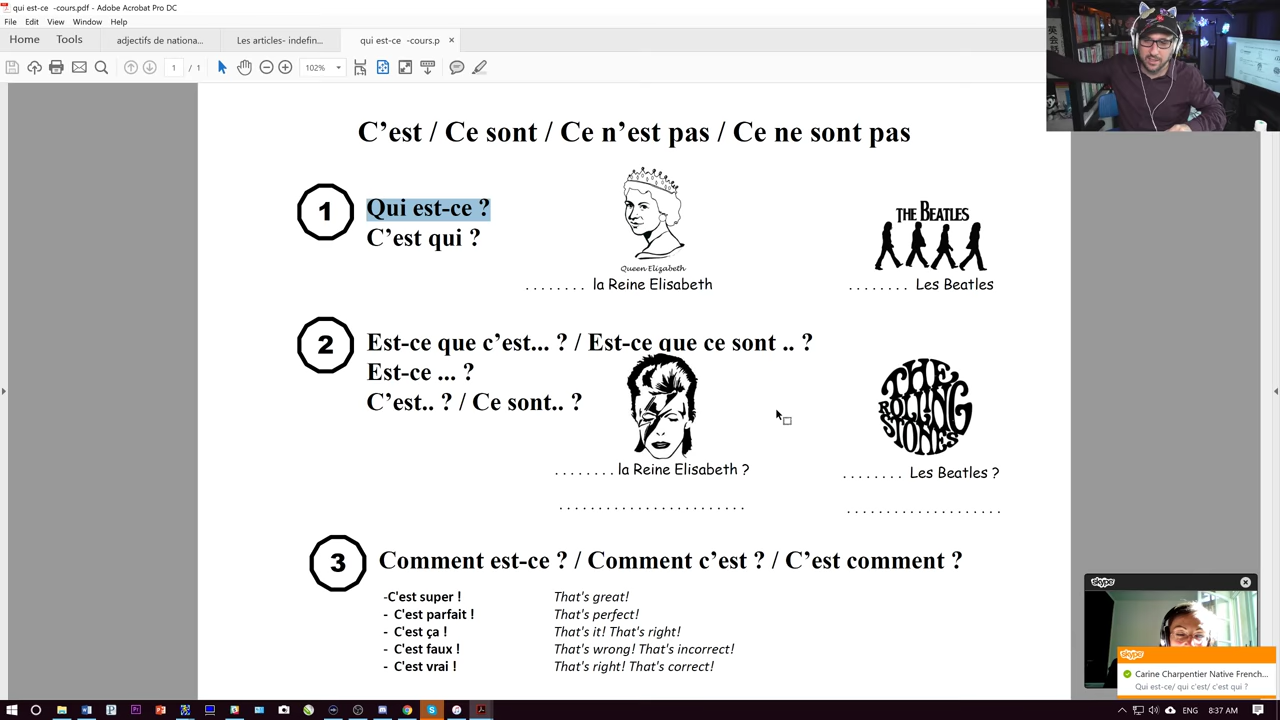 qui est-ce  -cours.pdf - Adobe Acrobat Pro DC
File Edit View Window Help
Home Tools adjectifs de nationa... Les articles- indefin... qui est-ce  -cours.p ×
1 / 1 102%
C’est / Ce sont / Ce n’est pas / Ce ne sont pas
1 Qui est-ce ?
C’est qui ?
Queen Elizabeth
. . . . . . . . la Reine Elisabeth
THE BEATLES
. . . . . . . . Les Beatles
2 Est-ce que c’est... ? / Est-ce que ce sont .. ?
Est-ce ... ?
C’est.. ? / Ce sont.. ?
THE ROLLING STONES
. . . . . . . . la Reine Elisabeth ?
. . . . . . . . Les Beatles ?
. . . . . . . . . . . . . . . . . . . . . . . .
. . . . . . . . . . . . . . . . . . . .
3 Comment est-ce ? / Comment c’est ? / C’est comment ?
-C'est super ! That's great!
- C'est parfait ! That's perfect!
- C'est ça ! That's it! That's right!
- C'est faux ! That's wrong! That's incorrect!
- C'est vrai ! That's right! That's correct!
skype
skype
Carine Charpentier Native French...
Qui est-ce/ qui c'est/ c'est qui ?
ENG 8:37 AM